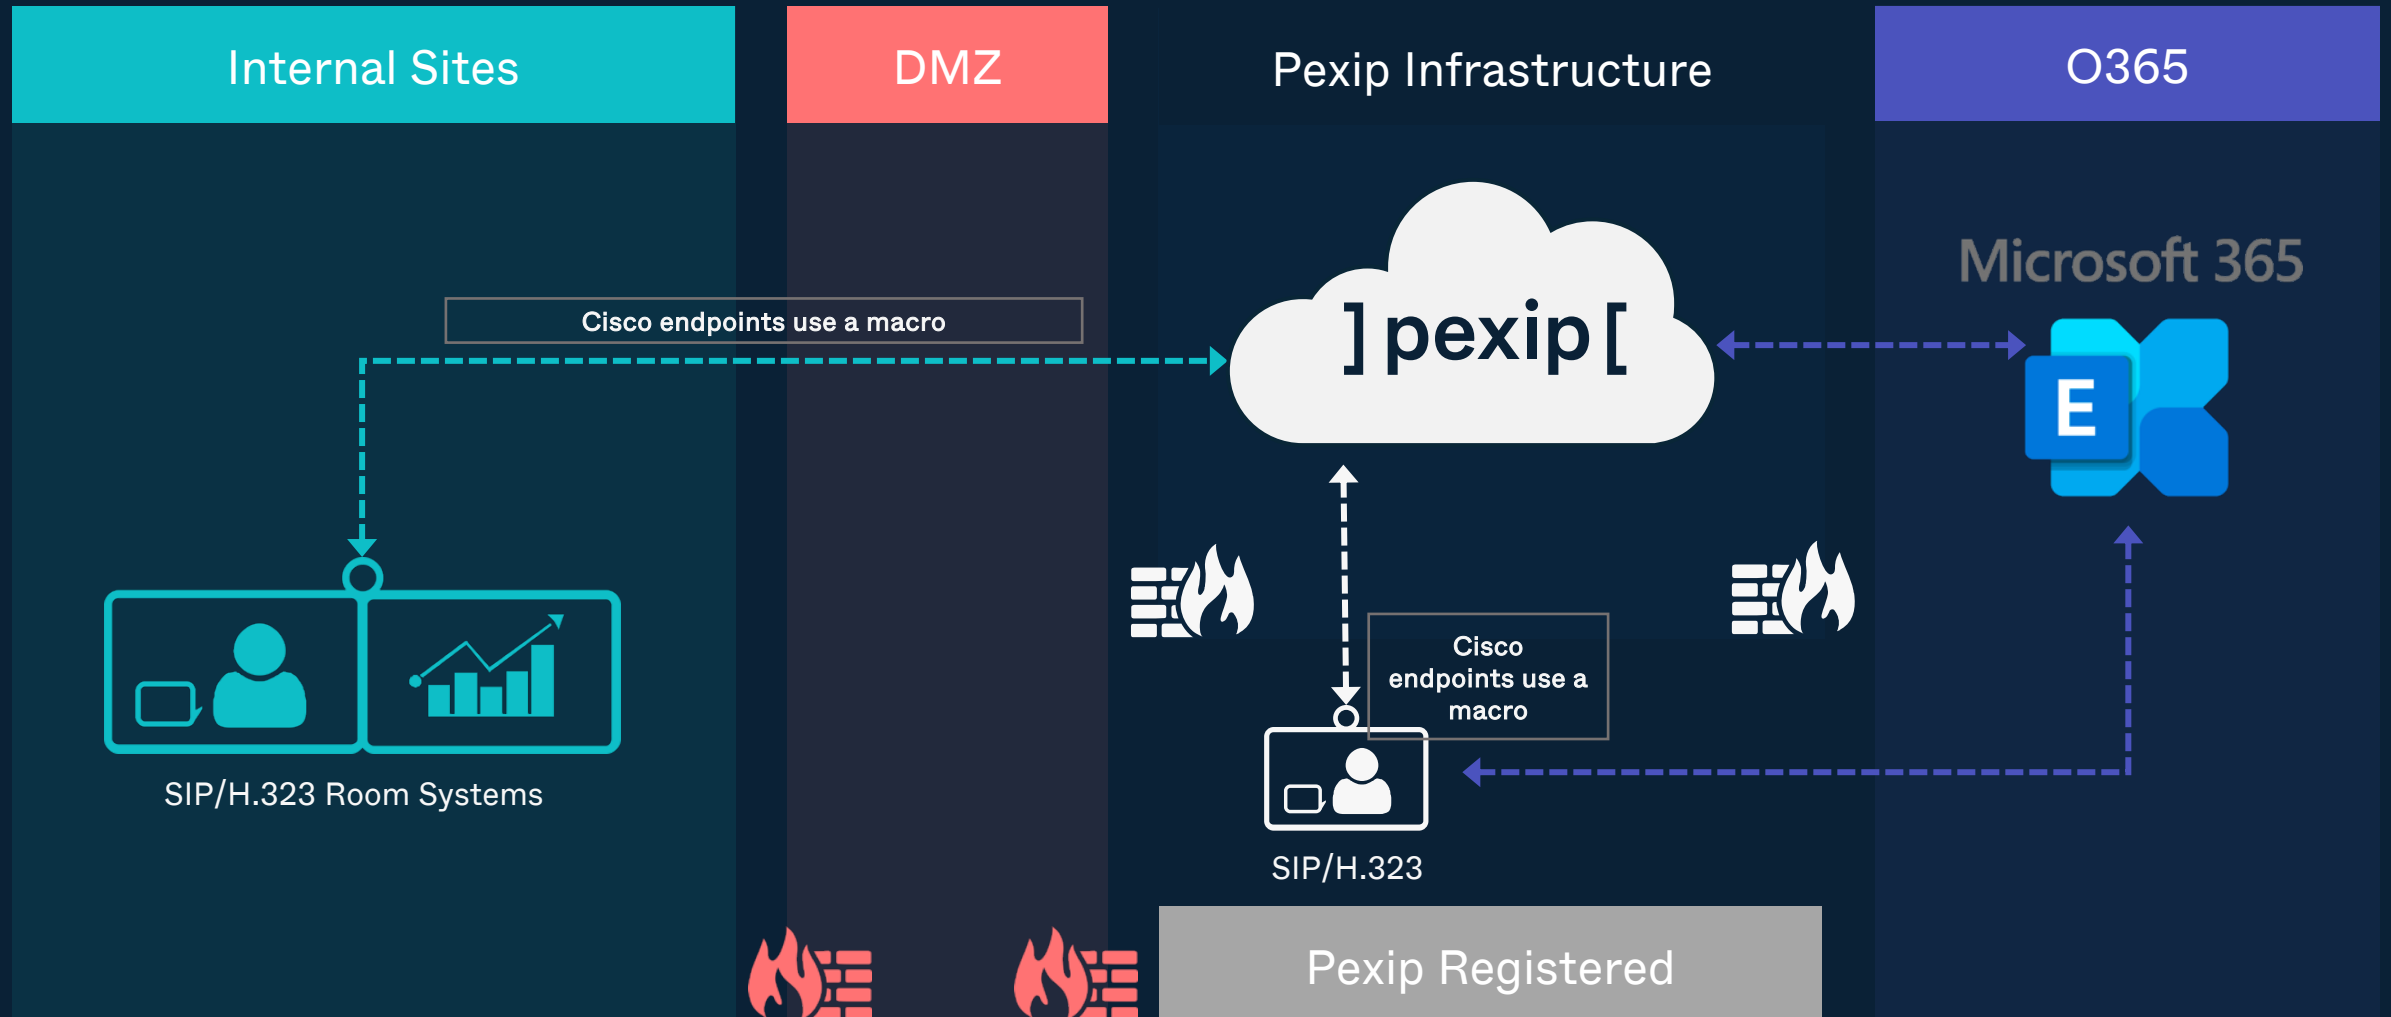 Internal Sites
DMZ
Pexip Infrastructure
O365
Microsoft 365
]pexip[
E
Cisco endpoints use a macro
Cisco
endpoints use a
macro
SIP/H.323 Room Systems
SIP/H.323
Pexip Registered